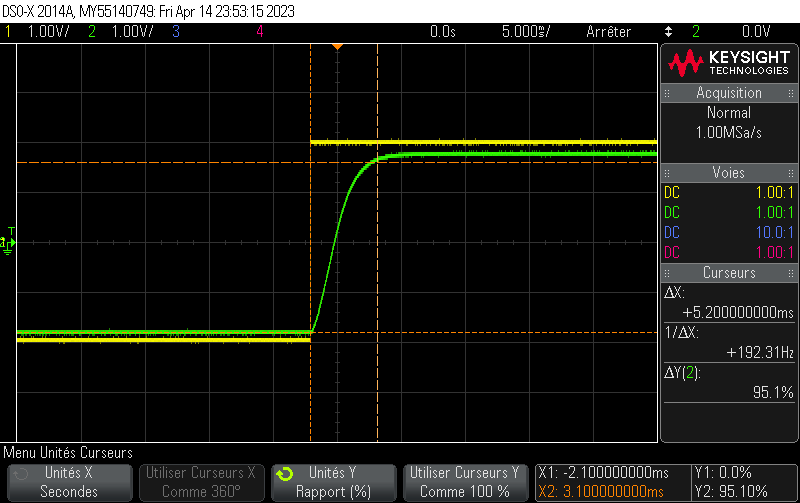 DSO-X 2014A, MY55140749: Fri Apr 14 23:53:15 2023
1 1.00V/ 2 1.00V/ 3 4 0.0s 5.000ms/ Arrêter 2 0.0V
KEYSIGHT
TECHNOLOGIES
Acquisition
Normal
1.00MSa/s
Voies
DC 1.00:1
DC 1.00:1
DC 10.0:1
DC 1.00:1
Curseurs
ΔX:
+5.200000000ms
1/ΔX:
+192.31Hz
ΔY(2):
95.1%
T
2
Menu Unités Curseurs
Unités X
Secondes
Utiliser Curseurs X
Comme 360°
Unités Y
Rapport (%)
Utiliser Curseurs Y
Comme 100 %
X1: -2.100000000ms
X2: 3.100000000ms
Y1: 0.0%
Y2: 95.10%